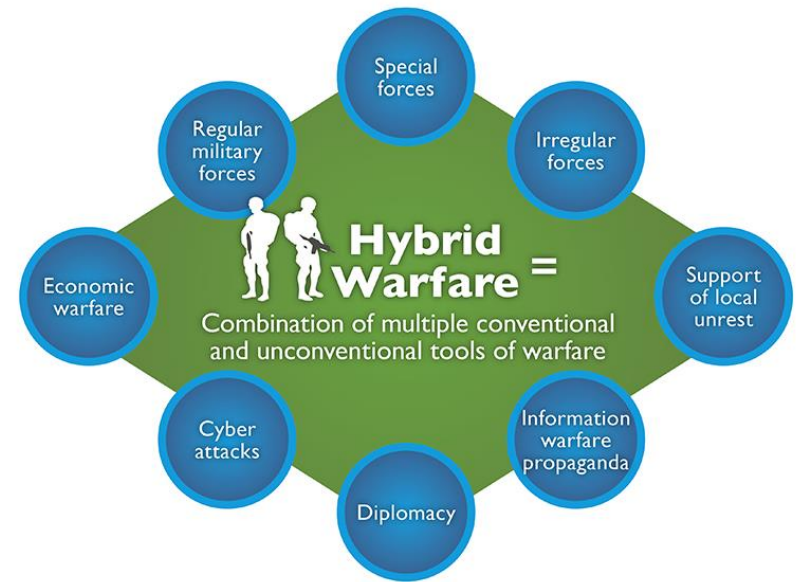 Special
forces
Regular
military
forces
Irregular
forces
Hybrid
Warfare =
Combination of multiple conventional
and unconventional tools of warfare
Economic
warfare
Support
of local
unrest
Cyber
attacks
Information
warfare
propaganda
Diplomacy